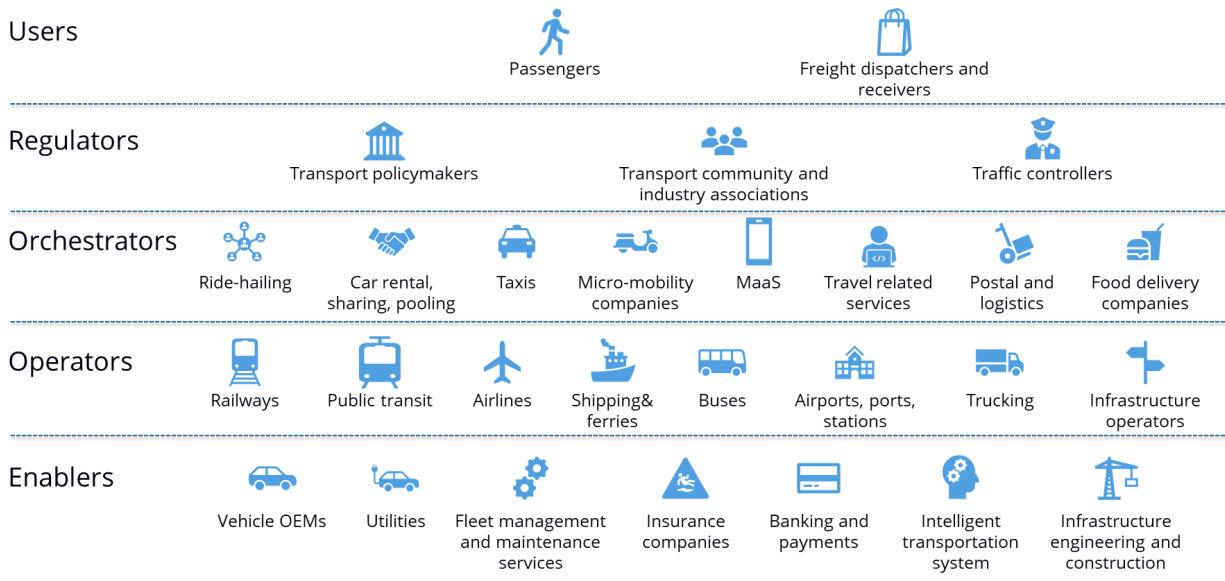 Users
Passengers
Freight dispatchers and
receivers
Regulators
Transport policymakers
Transport community and
industry associations
Traffic controllers
Orchestrators
Ride-hailing
Car rental,
sharing, pooling
Taxis
Micro-mobility
companies
MaaS
Travel related
services
Postal and
logistics
Food delivery
companies
Operators
Railways
Public transit
Airlines
Shipping&
ferries
Buses
Airports, ports,
stations
Trucking
Infrastructure
operators
Enablers
Vehicle OEMs
Utilities
Fleet management
and maintenance
services
Insurance
companies
Banking and
payments
Intelligent
transportation
system
Infrastructure
engineering and
construction